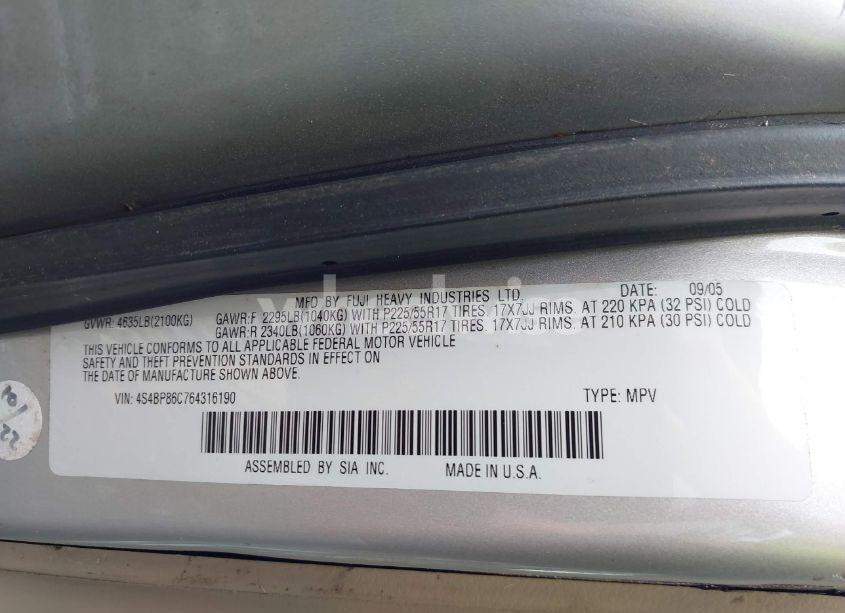 MFD BY FUJI HEAVY INDUSTRIES LTD. DATE: 09/05
GVWR: 4635LB(2100KG) GAWR:F 2295LB(1040KG) WITH P225/55R17 TIRES. 17X7JJ RIMS. AT 220 KPA (32 PSI) COLD
GAWR:R 2340LB(1060KG) WITH P225/55R17 TIRES. 17X7JJ RIMS. AT 210 KPA (30 PSI) COLD
THIS VEHICLE CONFORMS TO ALL APPLICABLE FEDERAL MOTOR VEHICLE
SAFETY AND THEFT PREVENTION STANDARDS IN EFFECT ON
THE DATE OF MANUFACTURE SHOWN ABOVE.
VIN: 4S4BP86C764316190 TYPE: MPV
ASSEMBLED BY SIA INC. MADE IN U.S.A.